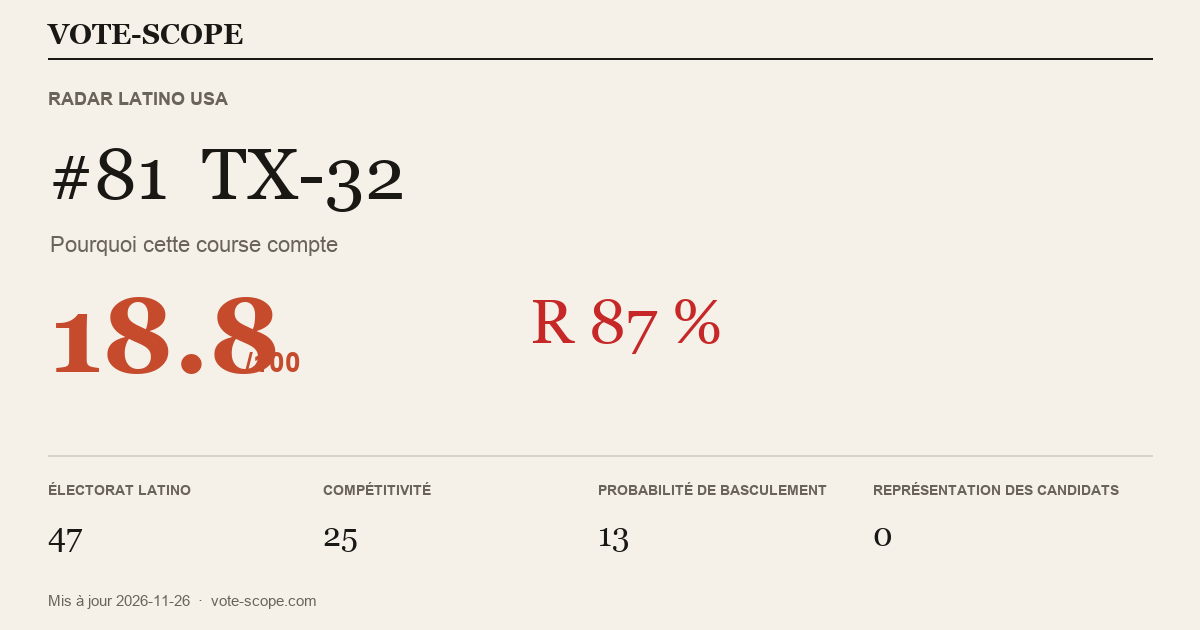 VOTE-SCOPE
RADAR LATINO USA
#81 TX-32
Pourquoi cette course compte
18.8/100
R 87 %
ÉLECTORAT LATINO
COMPÉTITIVITÉ
PROBABILITÉ DE BASCULEMENT
REPRÉSENTATION DES CANDIDATS
47
25
13
0
Mis à jour 2026-11-26 · vote-scope.com